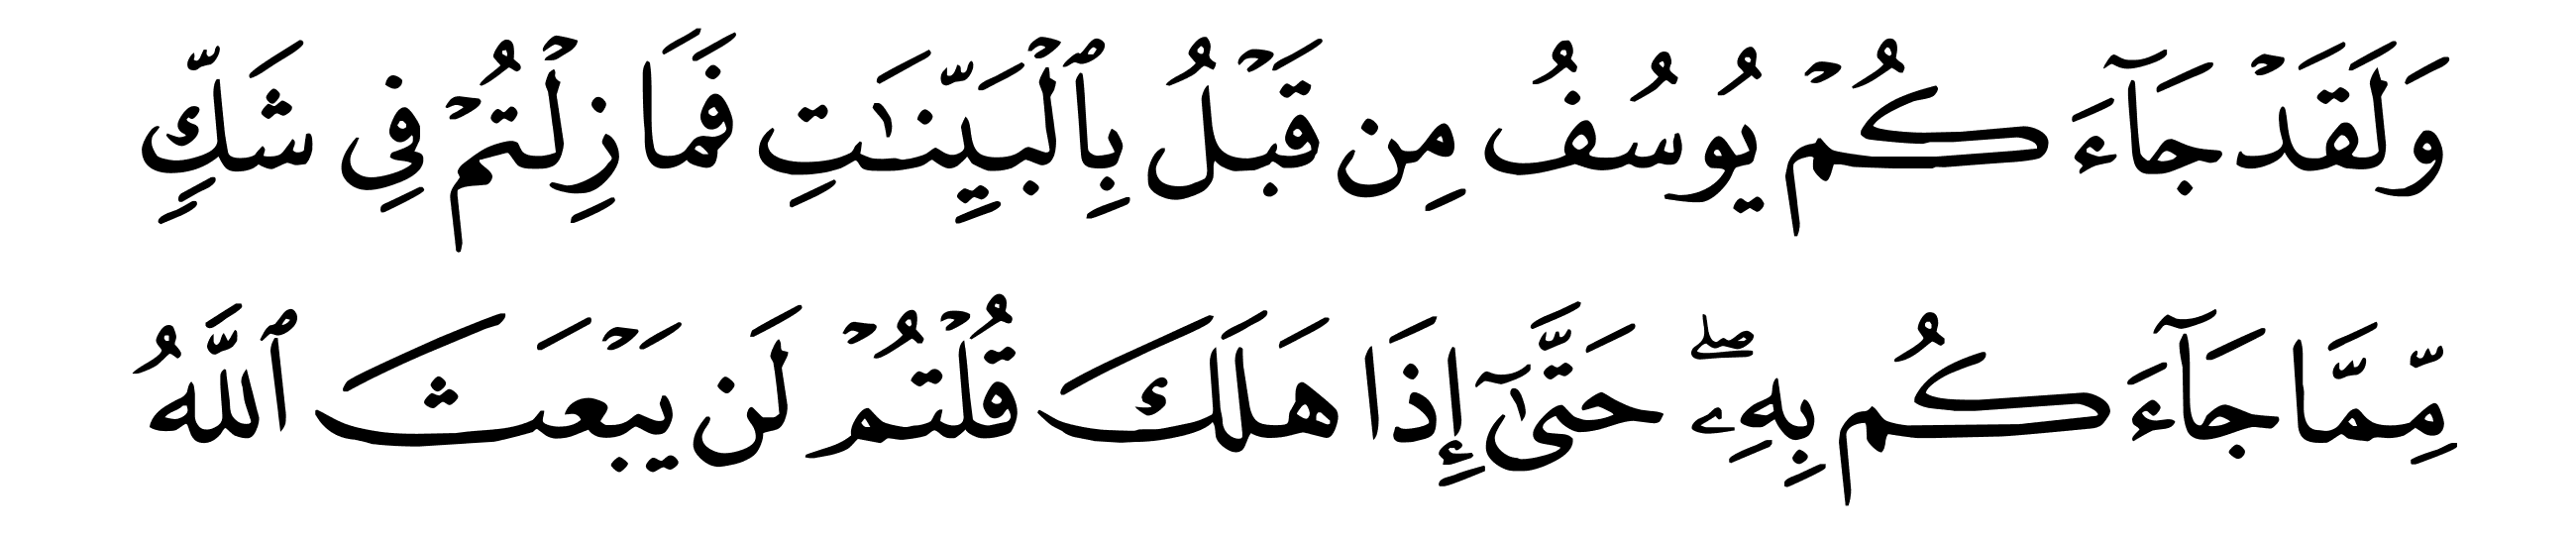 وَلَقَدۡ جَآءَكُمۡ يُوسُفُ مِن قَبۡلُ بِٱلۡبَيِّنَٰتِ فَمَا زِلۡتُمۡ فِي شَكّٖ
مِّمَّا جَآءَكُم بِهِۦۖ حَتَّىٰٓ إِذَا هَلَكَ قُلۡتُمۡ لَن يَبۡعَثَ ٱللَّهُ